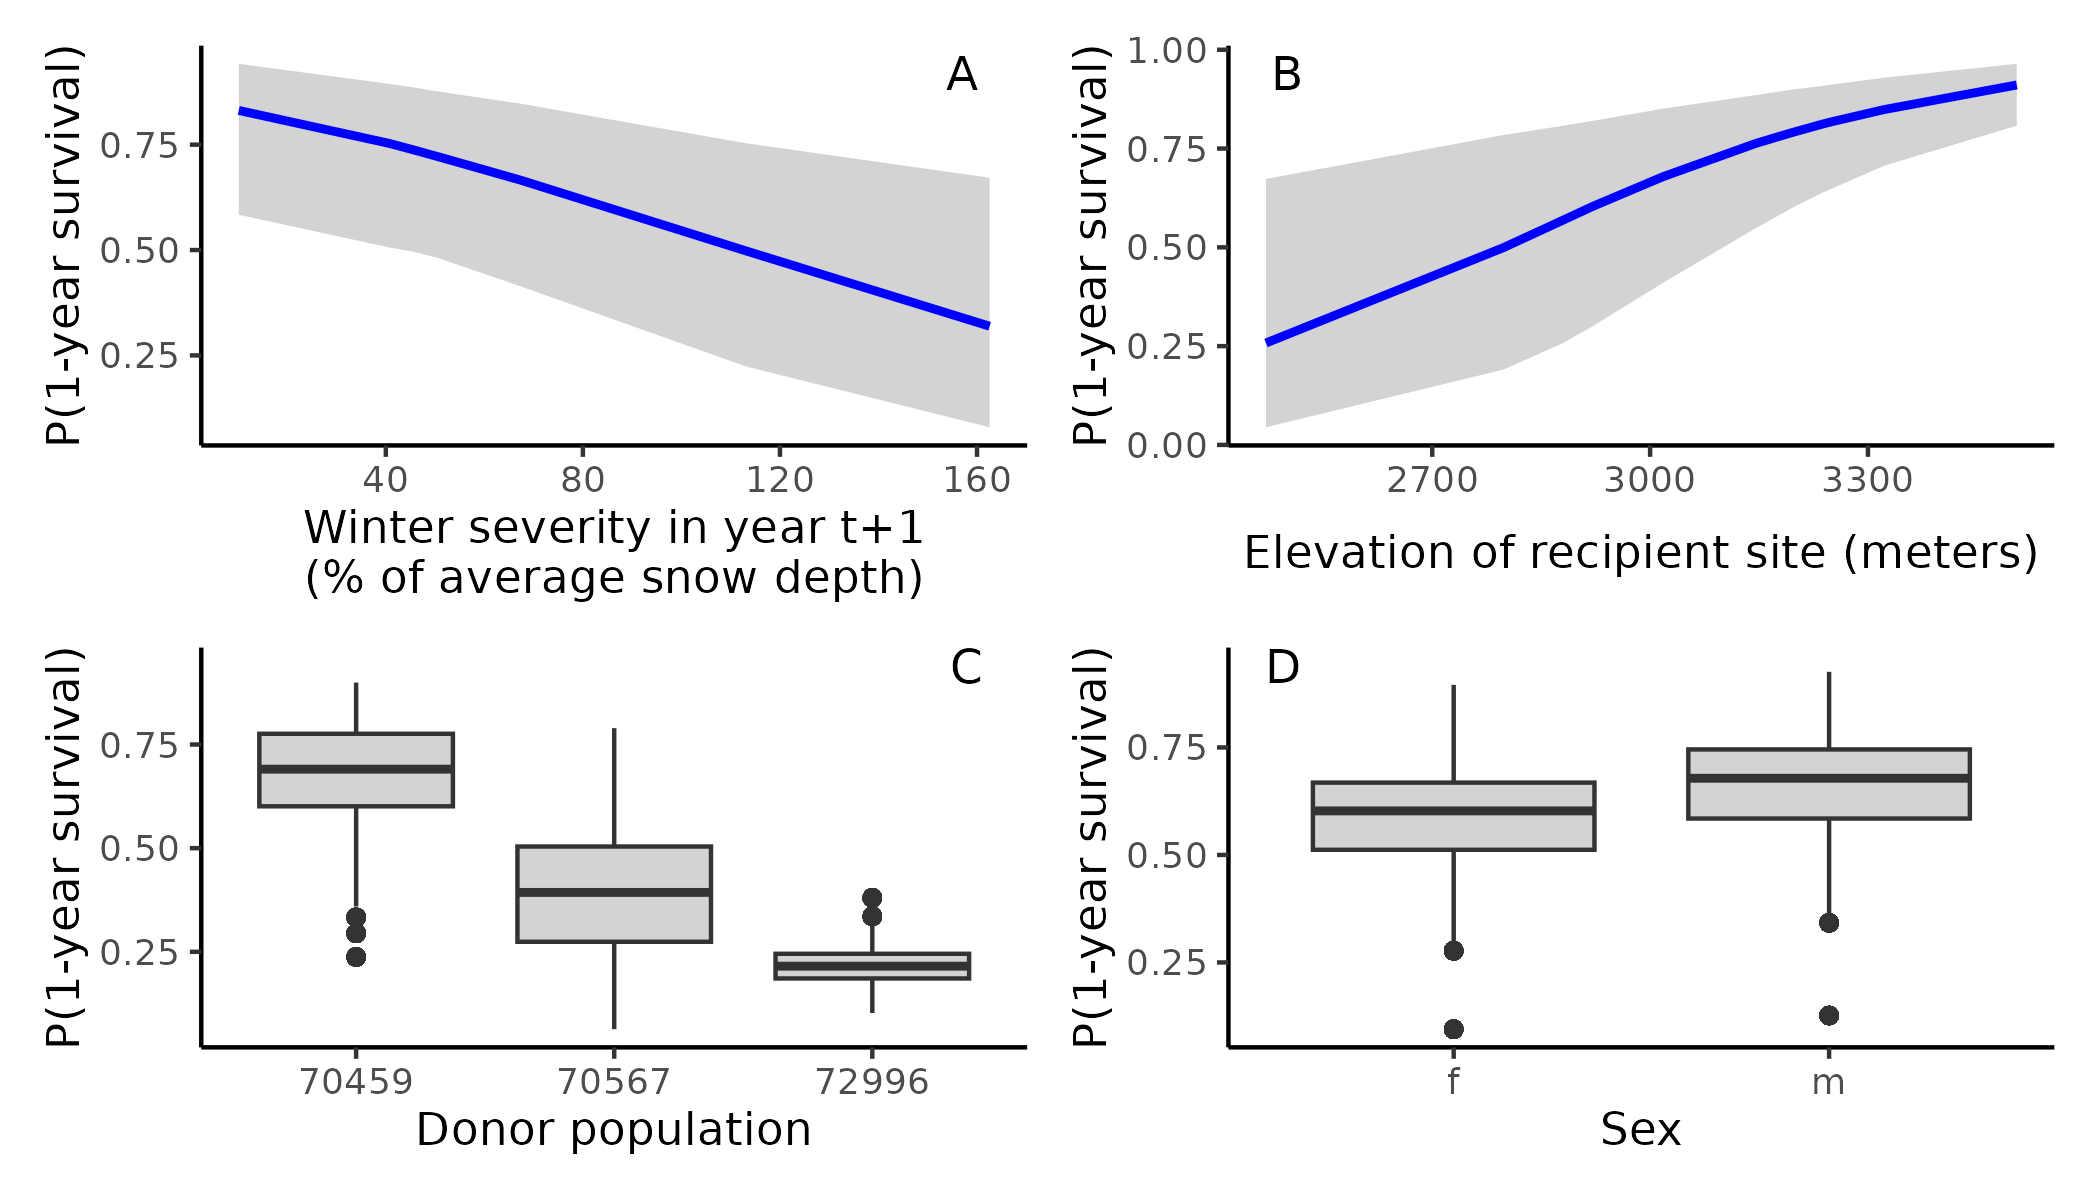 P(1-year survival)
0.75
0.50
0.25
A
40 80 120 160
Winter severity in year t+1
(% of average snow depth)
P(1-year survival)
1.00
0.75
0.50
0.25
0.00
B
2700 3000 3300
Elevation of recipient site (meters)
P(1-year survival)
0.75
0.50
0.25
C
70459 70567 72996
Donor population
P(1-year survival)
0.75
0.50
0.25
D
f m
Sex